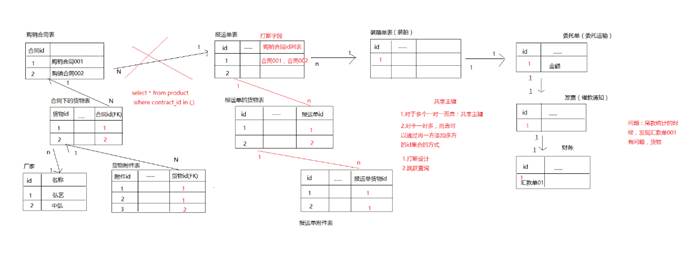 购销合同表
合同id
1 购销合同001
2 购销合同002
N
1
select * from product
where contract_id in ()
报运单表
打断字段
id ...... 购销合同id列表
1 合同001，合同002
2
1
n
装箱单表（装舱）
id ......
1
委托单（委托运输）
id ......
1 金额
1
1
发票（催款通知）
id ......
1
1
1
财务
id ......
1
汇款单01
问题：呆款统计的时
候，发现汇款单001
有问题，货物
共享主键
1.对于多个一对一而言：共享主键
2.对于一对多，而言可
以通过向一方添加多方
的id集合的方式
1.打断设计
2.跳跃查询
合同下的货物表
货物id ...... 合同id(FK)
1 1
2 2
1
N
报运单的货物表
id ...... 报运单id
1 1
2 1
1
n
厂家
id 名称
1 弘艺
2 中弘
货物附件表
附件id ...... 货物id(FK)
1 1
2 1
3 2
id ...... 报运单货物id
1 1
2 1
报运单附件表